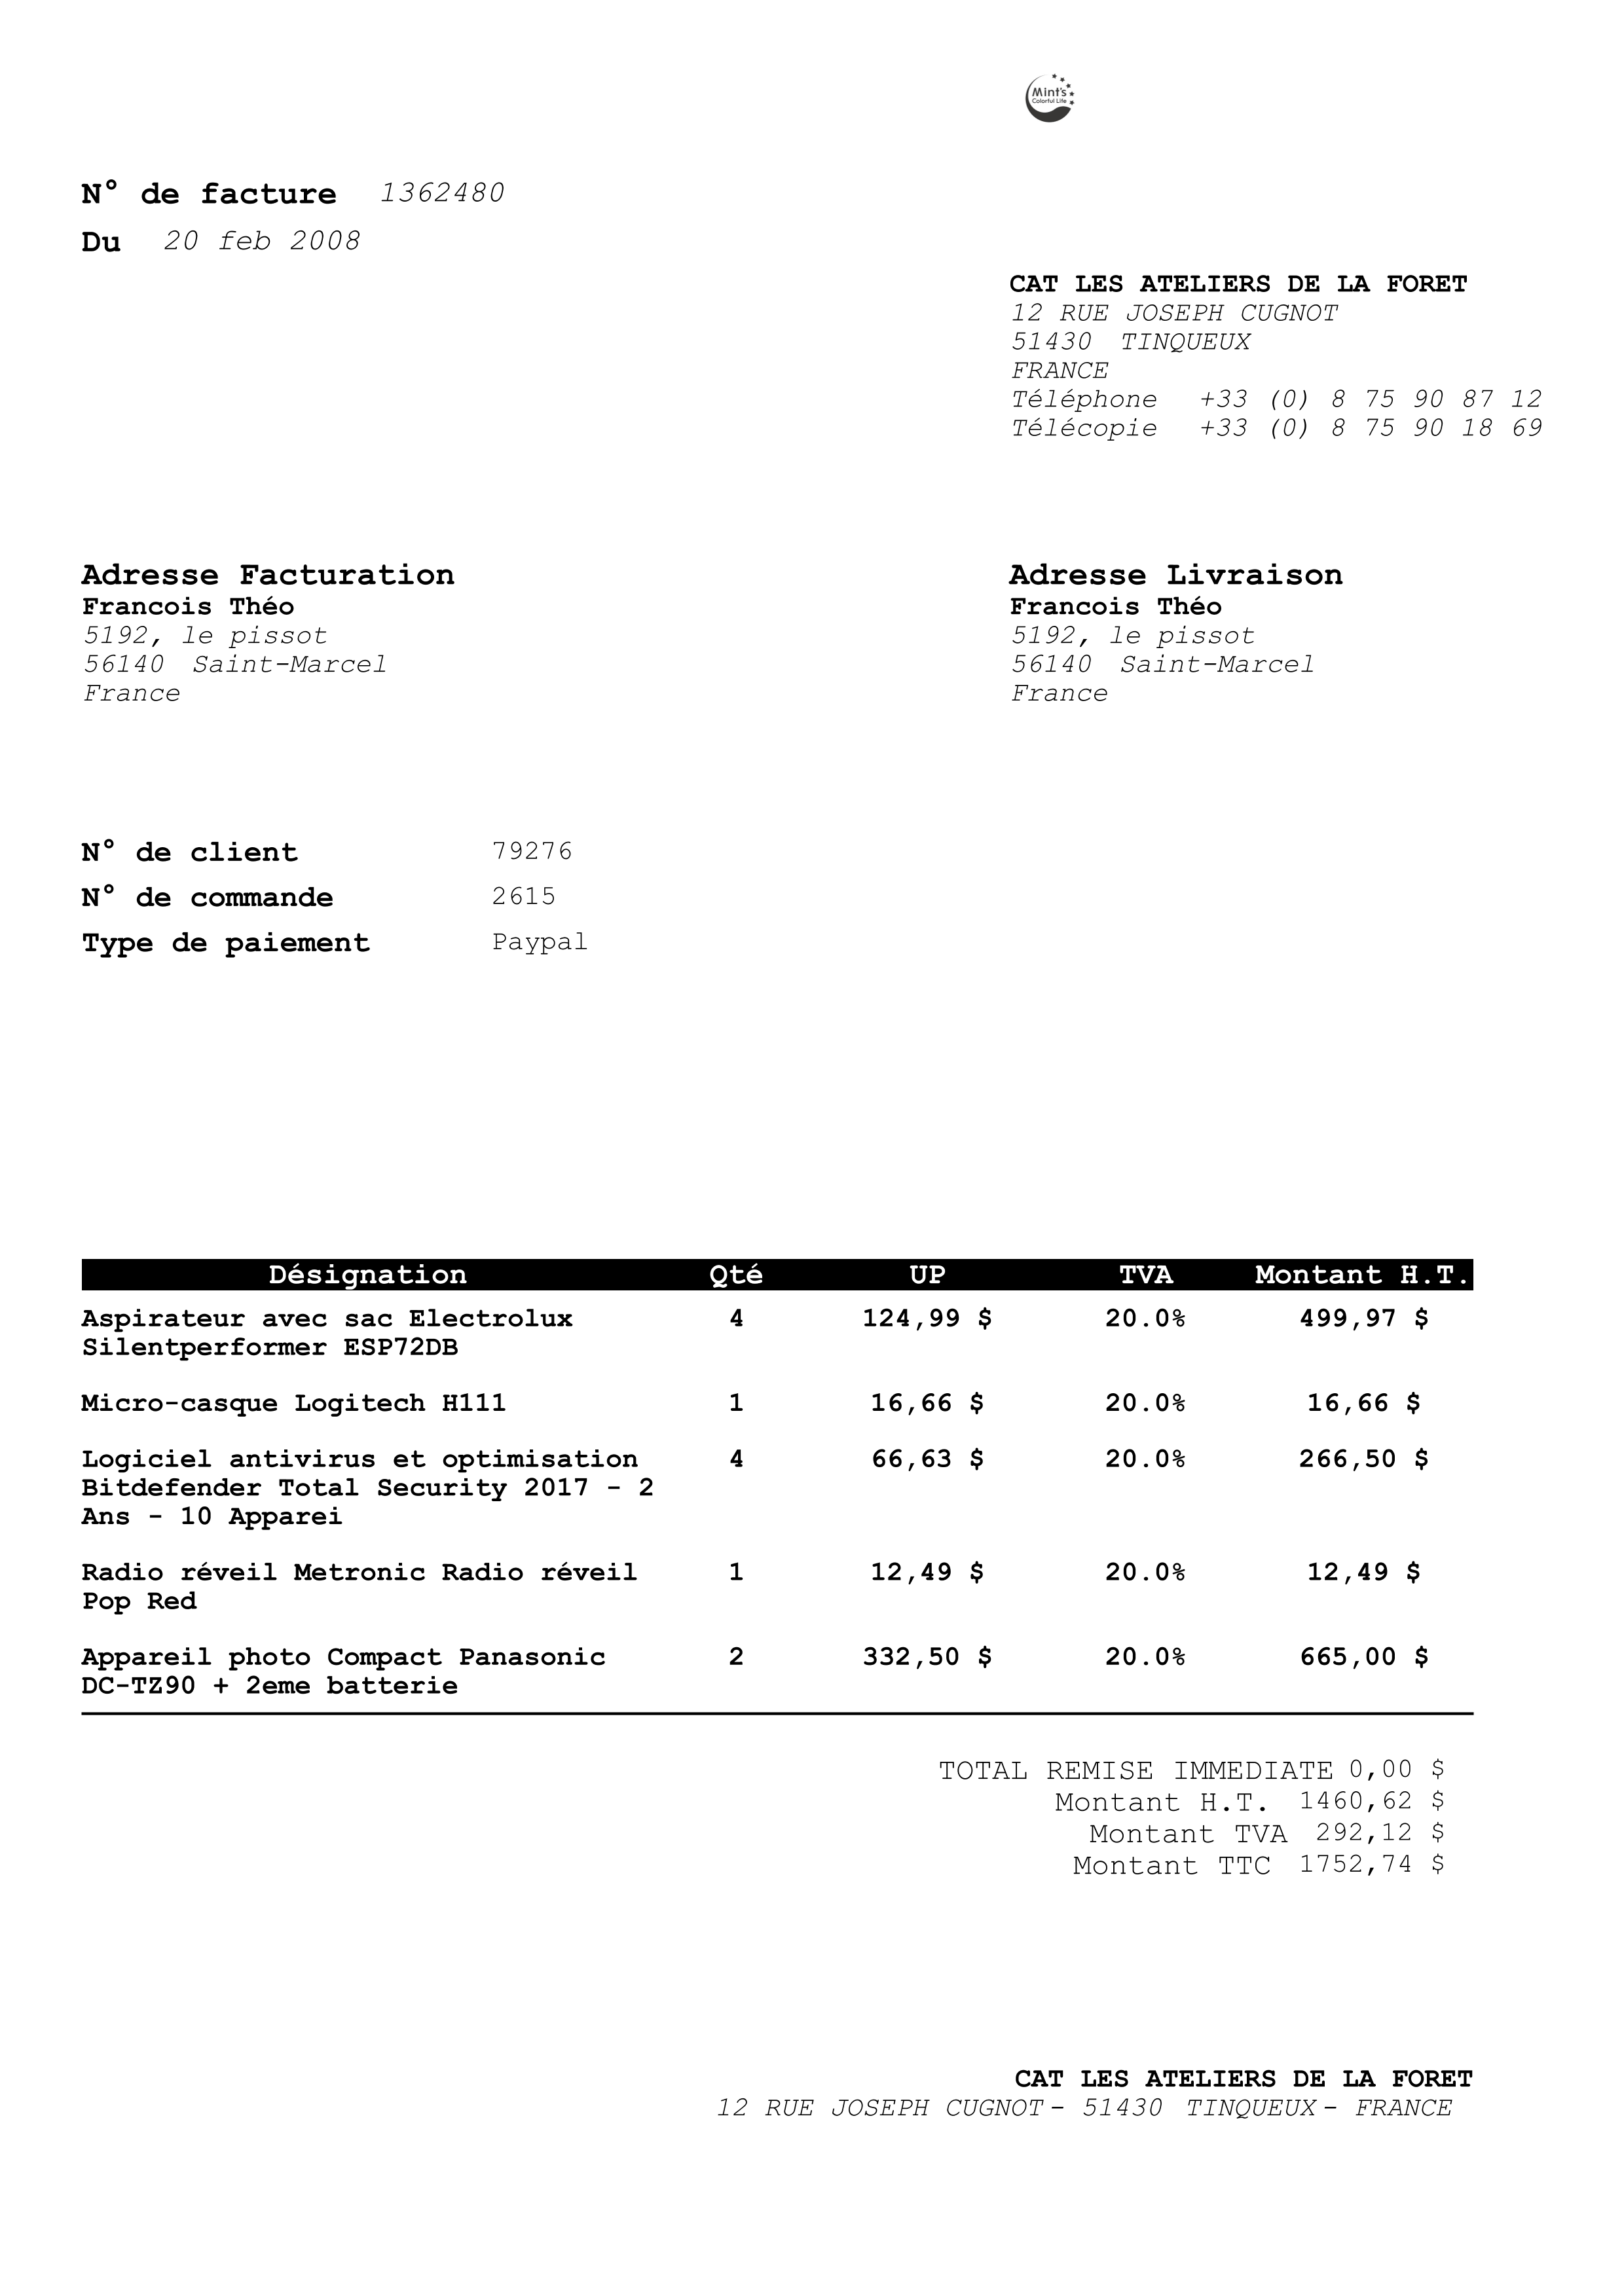 Mint's
Colorful Life
N° de facture 1362480
Du 20 feb 2008
CAT LES ATELIERS DE LA FORET
12 RUE JOSEPH CUGNOT
51430 TINQUEUX
FRANCE
Téléphone +33 (0) 8 75 90 87 12
Télécopie +33 (0) 8 75 90 18 69
Adresse Facturation
Francois Théo
5192, le pissot
56140 Saint-Marcel
France
Adresse Livraison
Francois Théo
5192, le pissot
56140 Saint-Marcel
France
N° de client 79276
N° de commande 2615
Type de paiement Paypal
Désignation Qté UP TVA Montant H.T.
Aspirateur avec sac Electrolux 4 124,99 $ 20.0% 499,97 $
Silentperformer ESP72DB
Micro-casque Logitech H111 1 16,66 $ 20.0% 16,66 $
Logiciel antivirus et optimisation 4 66,63 $ 20.0% 266,50 $
Bitdefender Total Security 2017 - 2
Ans - 10 Apparei
Radio réveil Metronic Radio réveil 1 12,49 $ 20.0% 12,49 $
Pop Red
Appareil photo Compact Panasonic 2 332,50 $ 20.0% 665,00 $
DC-TZ90 + 2eme batterie
TOTAL REMISE IMMEDIATE 0,00 $
Montant H.T. 1460,62 $
Montant TVA 292,12 $
Montant TTC 1752,74 $
CAT LES ATELIERS DE LA FORET
12 RUE JOSEPH CUGNOT - 51430 TINQUEUX - FRANCE